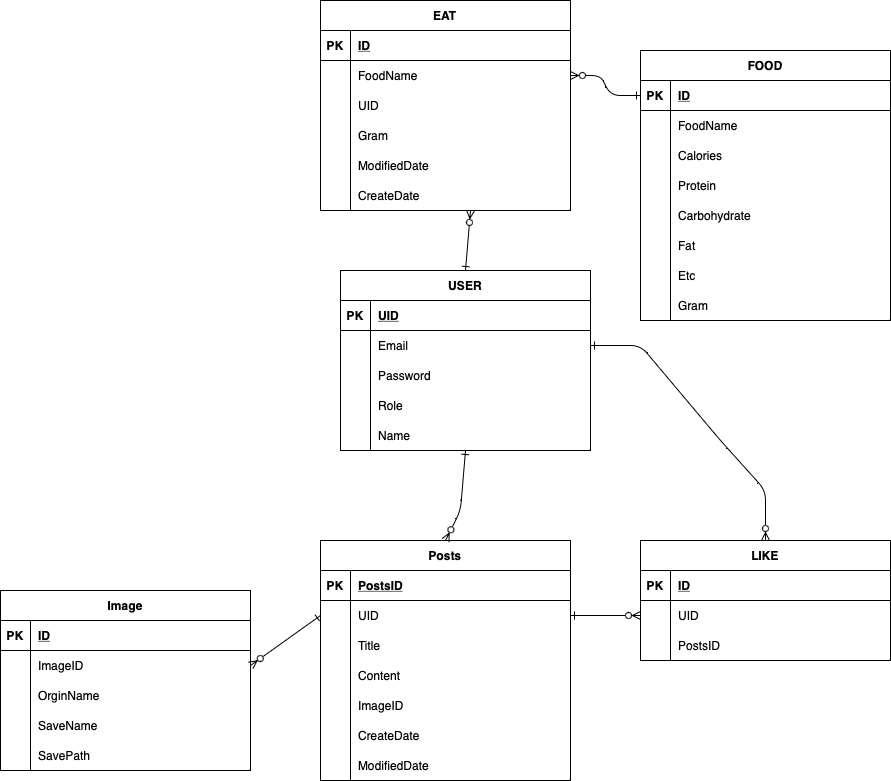 EAT
PK ID
FoodName
UID
Gram
ModifiedDate
CreateDate
FOOD
PK ID
FoodName
Calories
Protein
Carbohydrate
Fat
Etc
Gram
USER
PK UID
Email
Password
Role
Name
Posts
PK PostsID
UID
Title
Content
ImageID
CreateDate
ModifiedDate
LIKE
PK ID
UID
PostsID
Image
PK ID
ImageID
OrginName
SaveName
SavePath